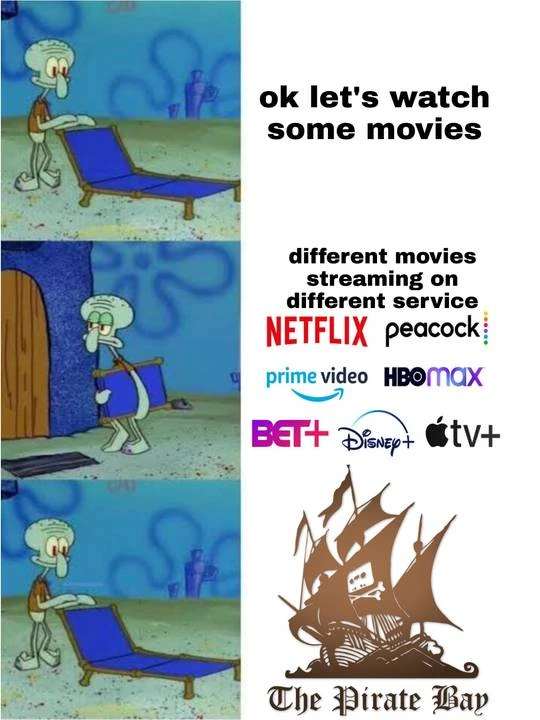 ok let's watch
some movies
different movies
streaming on
different service
NETFLIX peacock
prime video HBOmax
BET+ Disney+ tv+
The Pirate Bay